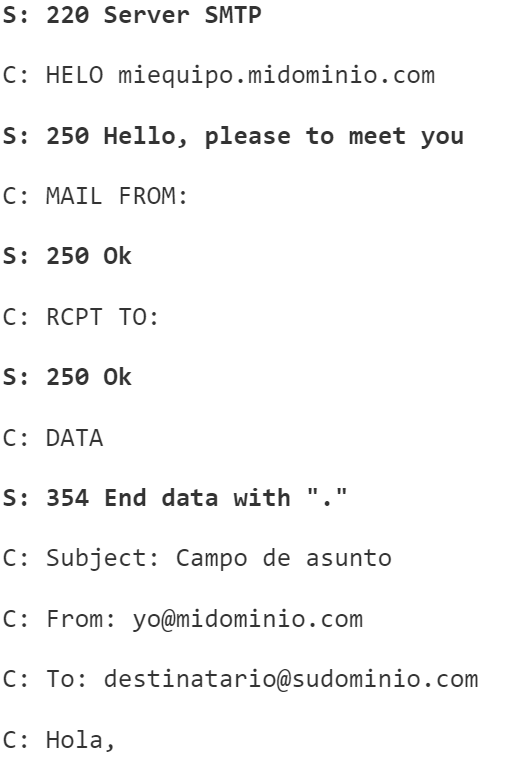 S: 220 Server SMTP
C: HELO miequipo.midominio.com
S: 250 Hello, please to meet you
C: MAIL FROM:
S: 250 Ok
C: RCPT TO:
S: 250 Ok
C: DATA
S: 354 End data with "."
C: Subject: Campo de asunto
C: From: yo@midominio.com
C: To: destinatario@sudominio.com
C: Hola,